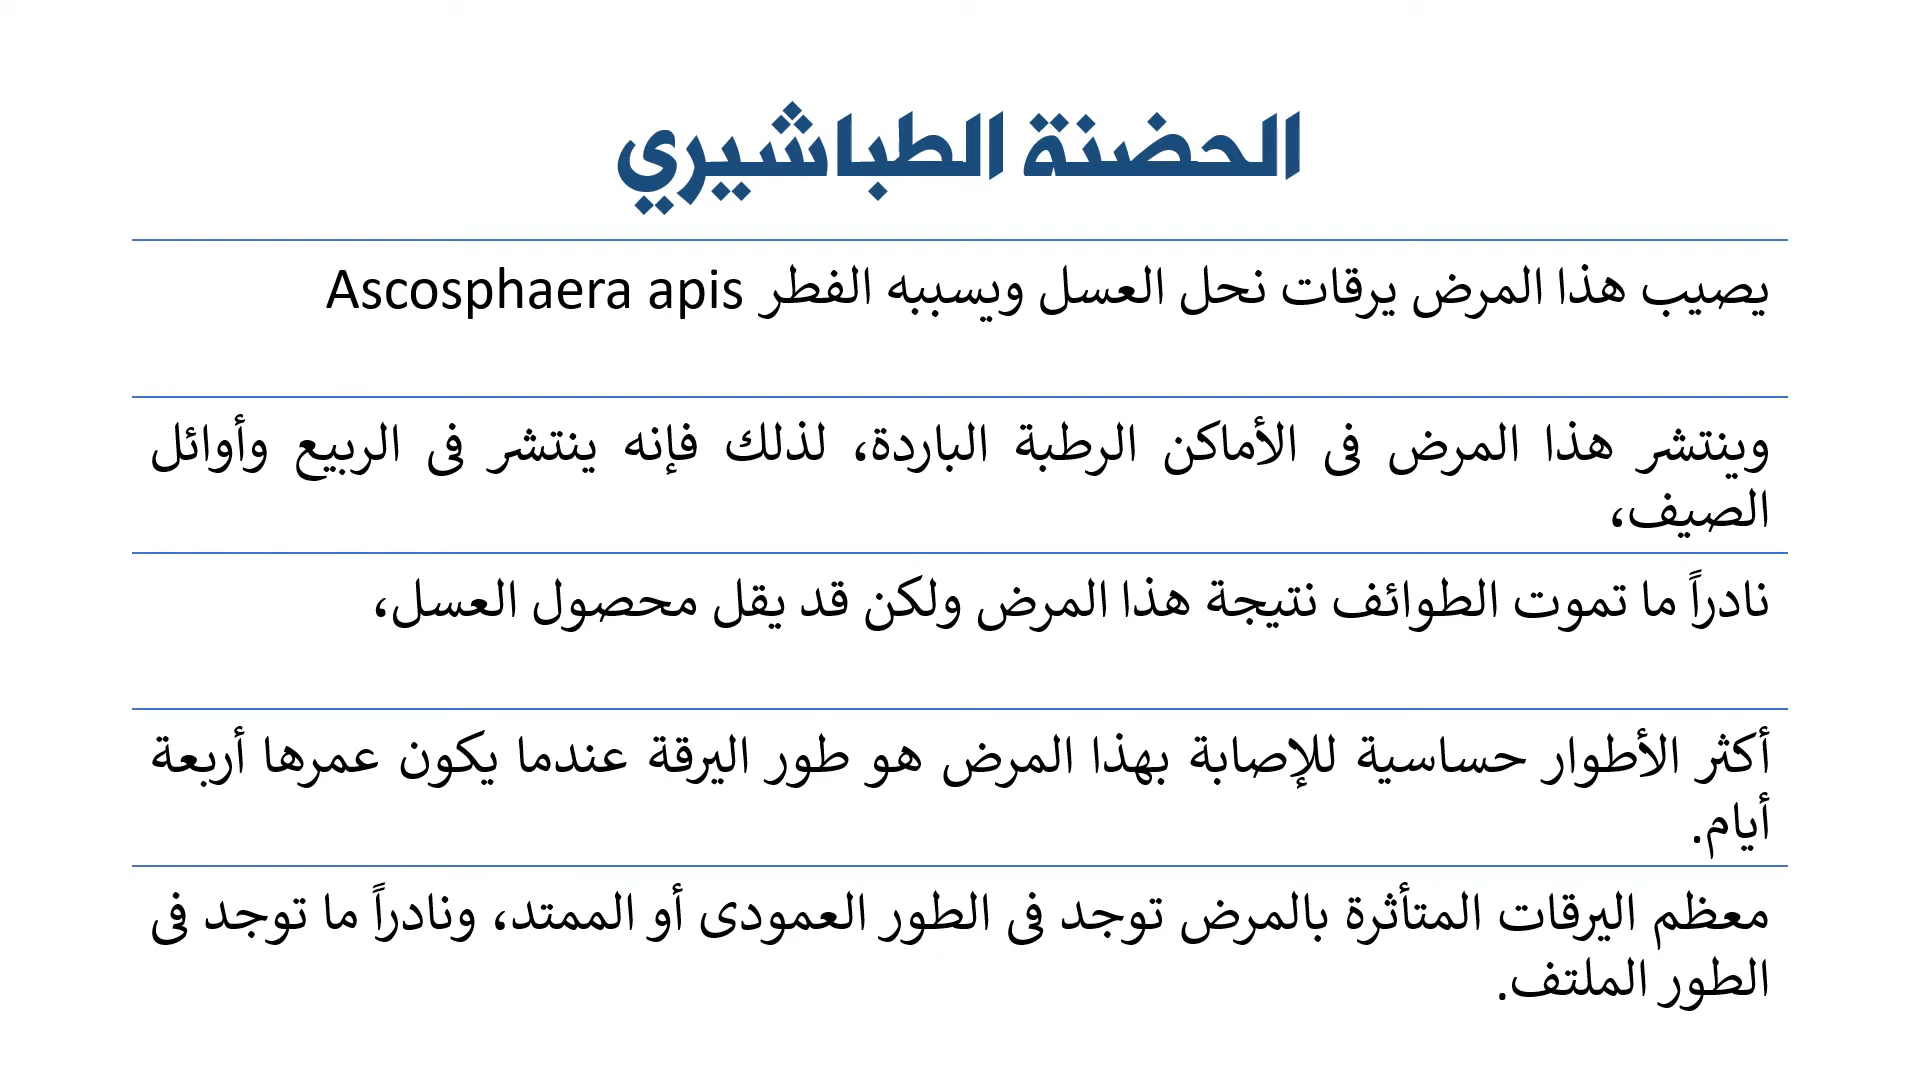 الحضنة الطباشيري
يصيب هذا المرض يرقات نحل العسل ويسببه الفطر Ascosphaera apis
وينتشر هذا المرض فى الأماكن الرطبة الباردة، لذلك فإنه ينتشر فى الربيع وأوائل
الصيف،
نادراً ما تموت الطوائف نتيجة هذا المرض ولكن قد يقل محصول العسل،
أكثر الأطوار حساسية للإصابة بهذا المرض هو طور اليرقة عندما يكون عمرها أربعة
أيام.
معظم اليرقات المتأثرة بالمرض توجد فى الطور العمودى أو الممتد، ونادراً ما توجد فى
الطور الملتف.